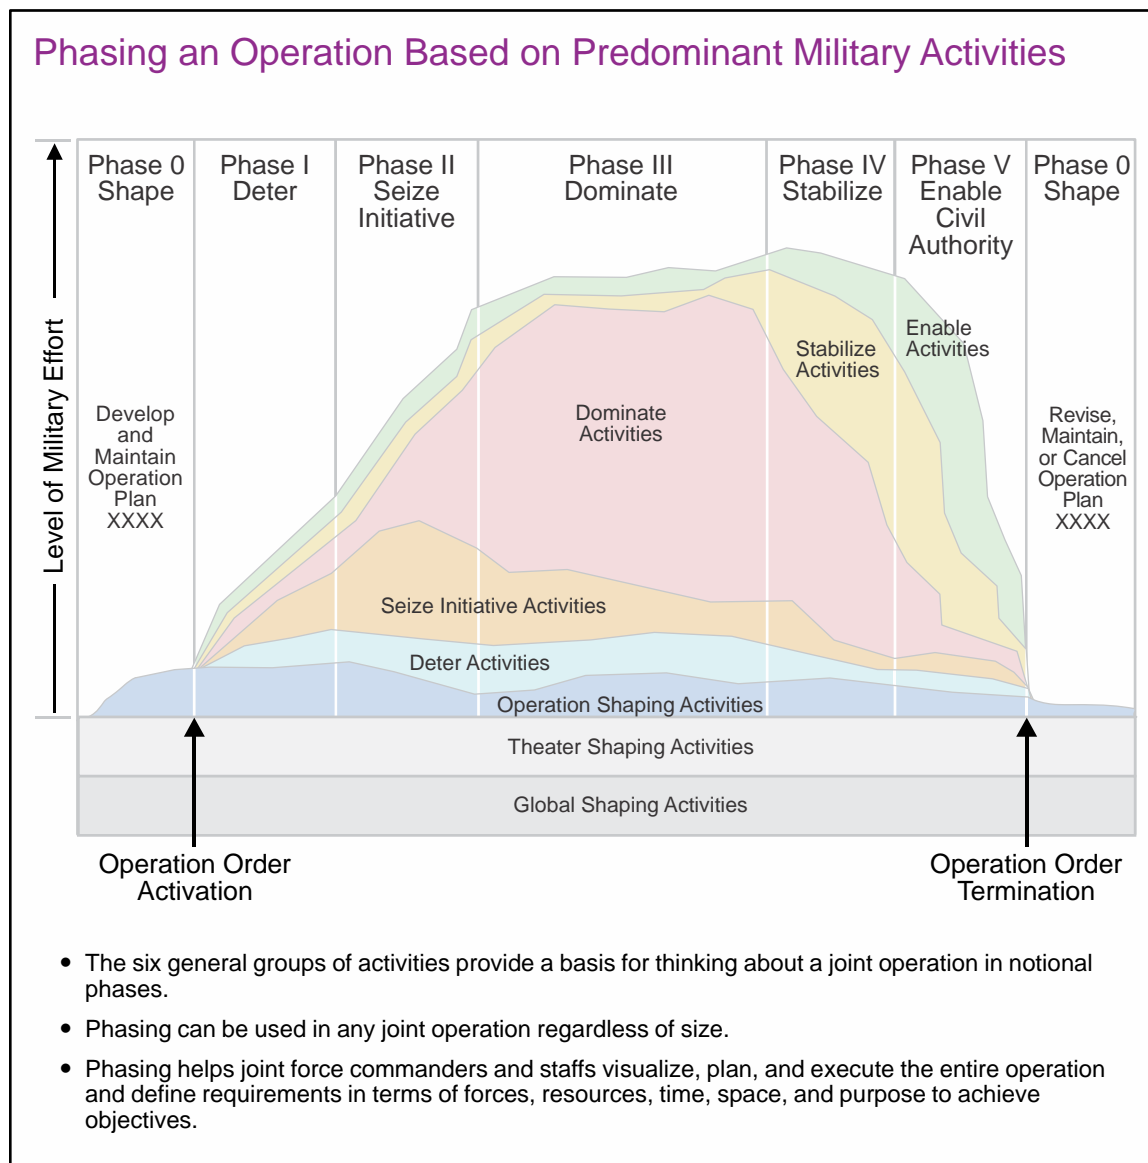 Phasing an Operation Based on Predominant Military Activities
Phase 0
Shape
Phase I
Deter
Phase II
Seize
Initiative
Phase III
Dominate
Phase IV
Stabilize
Phase V
Enable
Civil
Authority
Phase 0
Shape
Level of Military Effort
Develop
and
Maintain
Operation
Plan
XXXX
Enable
Activities
Stabilize
Activities
Dominate
Activities
Revise,
Maintain,
or Cancel
Operation
Plan
XXXX
Seize Initiative Activities
Deter Activities
Operation Shaping Activities
Theater Shaping Activities
Global Shaping Activities
Operation Order
Activation
Operation Order
Termination
• The six general groups of activities provide a basis for thinking about a joint operation in notional
phases.
• Phasing can be used in any joint operation regardless of size.
• Phasing helps joint force commanders and staffs visualize, plan, and execute the entire operation
and define requirements in terms of forces, resources, time, space, and purpose to achieve
objectives.